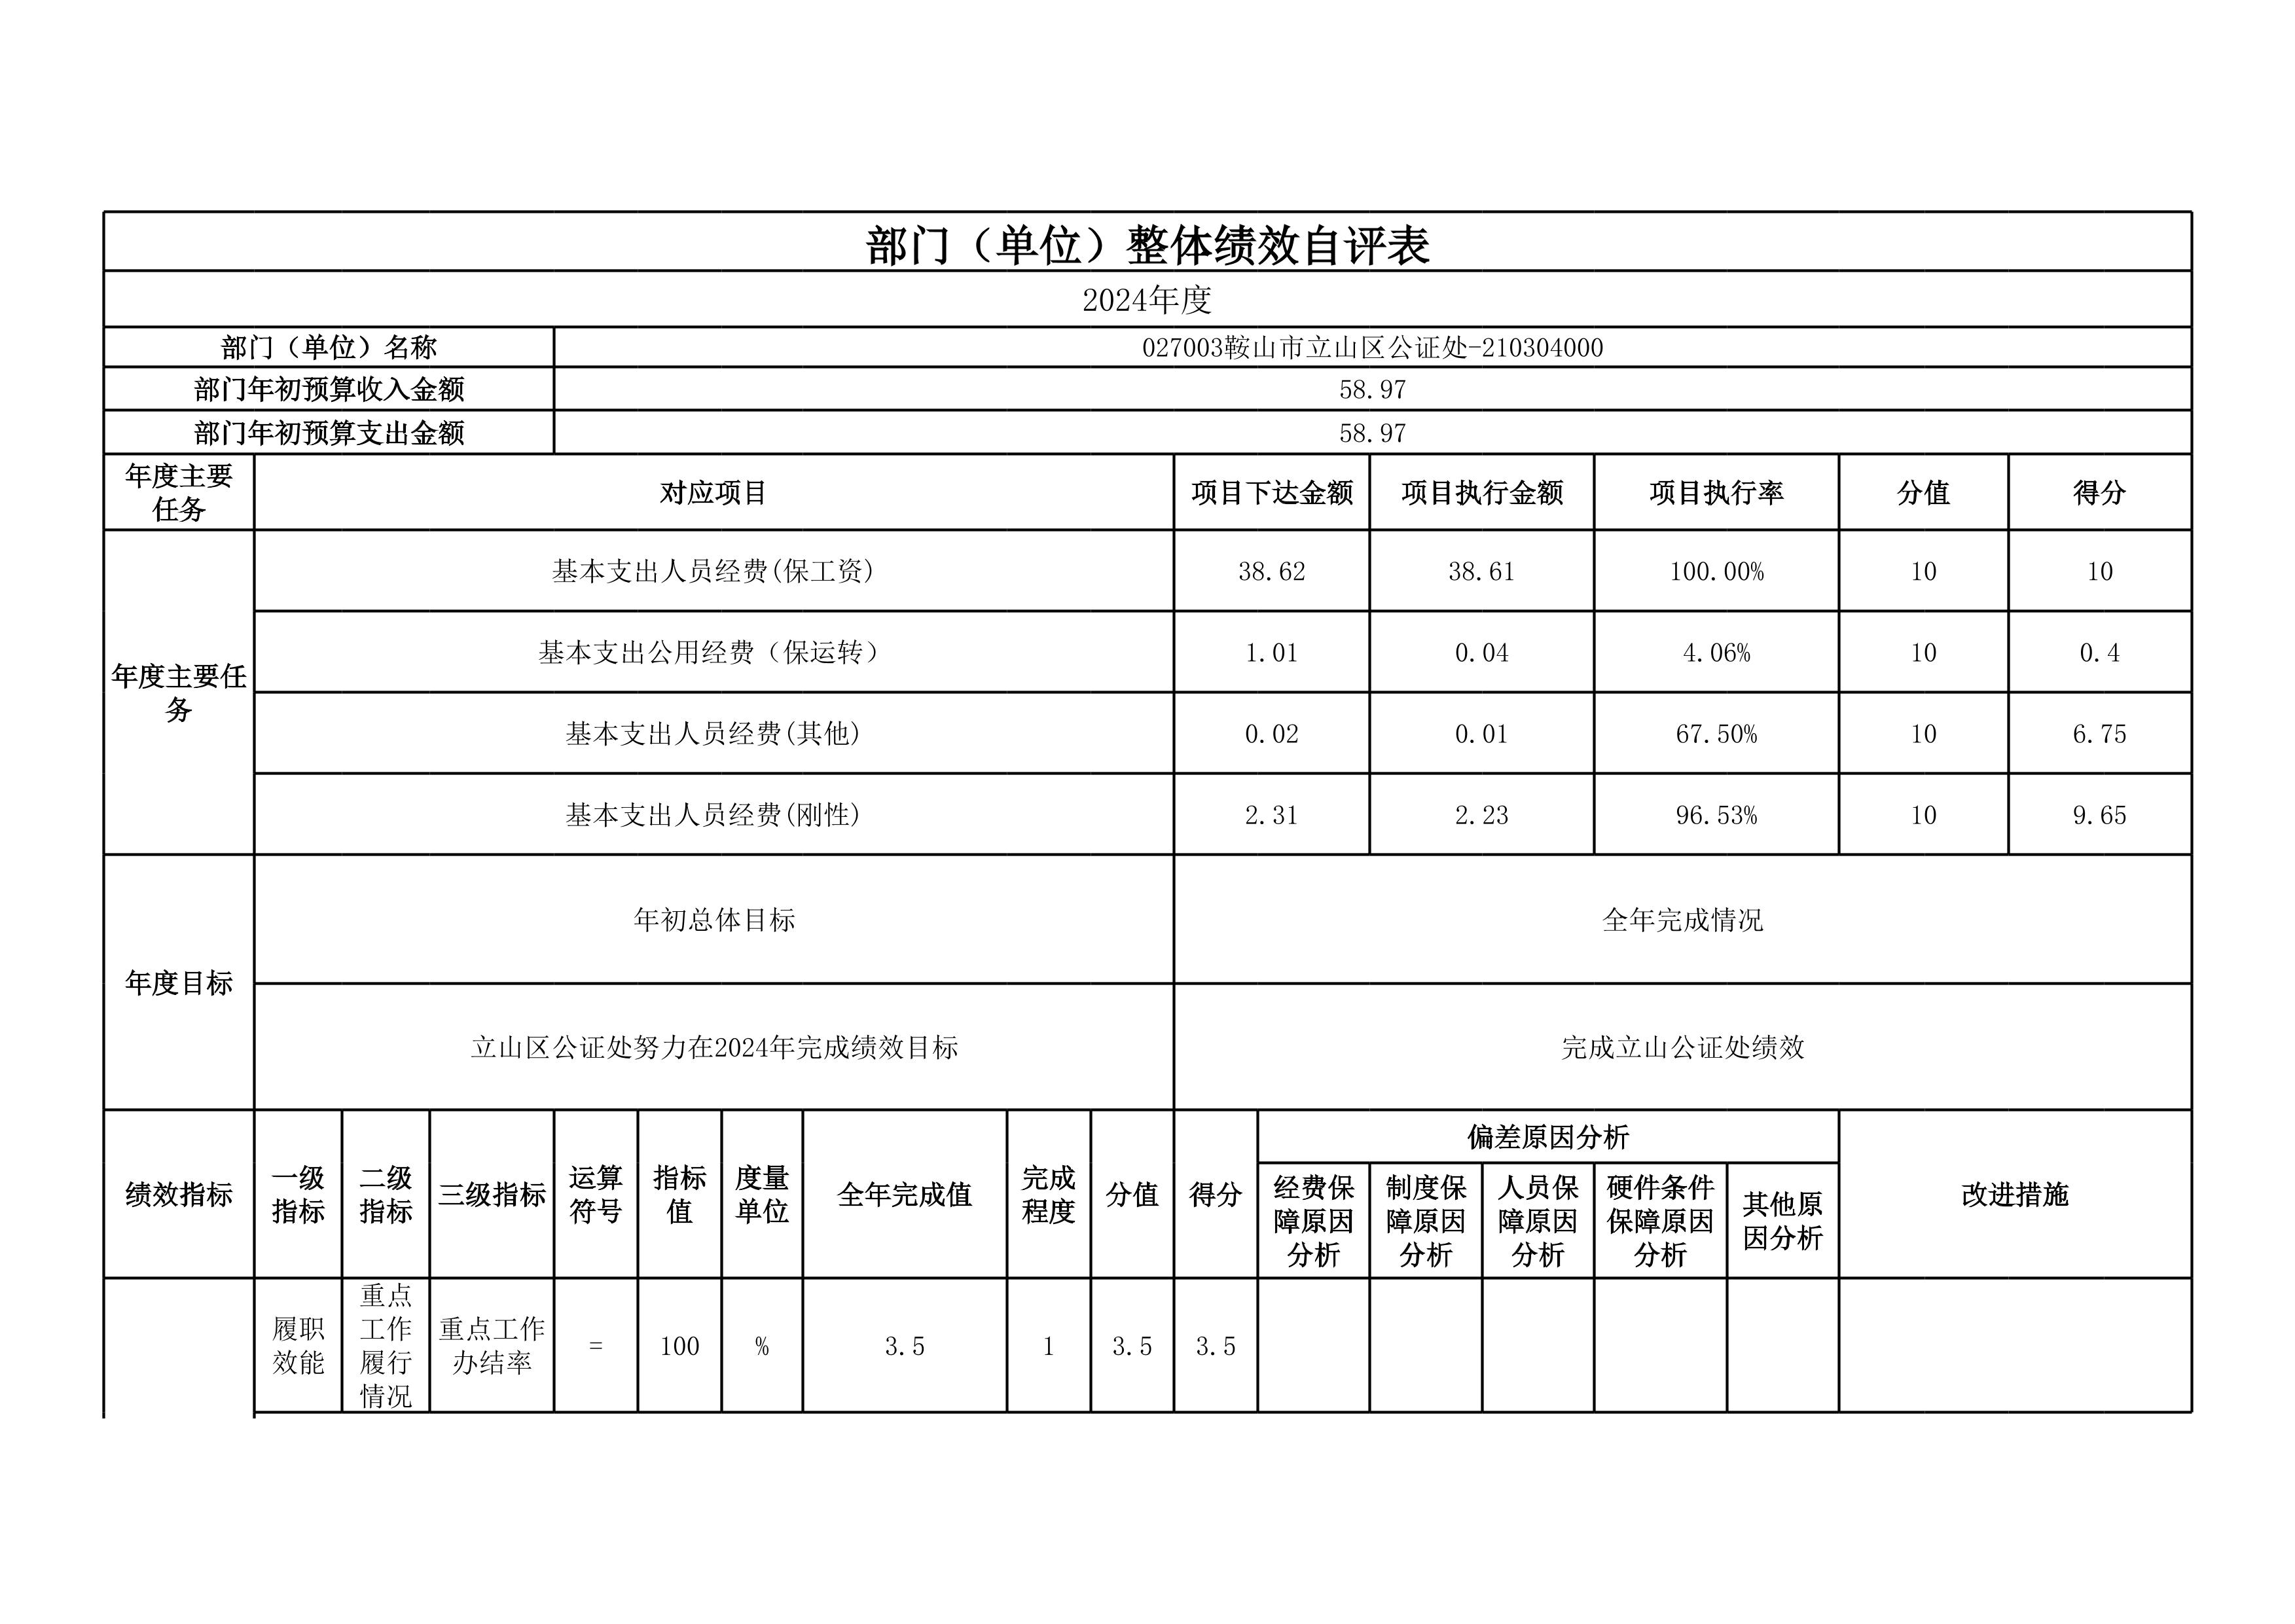 部门（单位）整体绩效自评表
2024年度
部门（单位）名称 027003鞍山市立山区公证处-210304000
部门年初预算收入金额 58.97
部门年初预算支出金额 58.97
年度主要任务 对应项目 项目下达金额 项目执行金额 项目执行率 分值 得分
年度主要任务
基本支出人员经费(保工资) 38.62 38.61 100.00% 10 10
基本支出公用经费（保运转） 1.01 0.04 4.06% 10 0.4
基本支出人员经费(其他) 0.02 0.01 67.50% 10 6.75
基本支出人员经费(刚性) 2.31 2.23 96.53% 10 9.65
年度目标
年初总体目标 全年完成情况
立山区公证处努力在2024年完成绩效目标 完成立山公证处绩效
绩效指标 一级指标 二级指标 三级指标 运算符号 指标值 度量单位 全年完成值 完成程度 分值 得分 偏差原因分析 改进措施
经费保障原因分析 制度保障原因分析 人员保障原因分析 硬件条件保障原因分析 其他原因分析
履职效能 重点工作履行情况 重点工作办结率 = 100 % 3.5 1 3.5 3.5